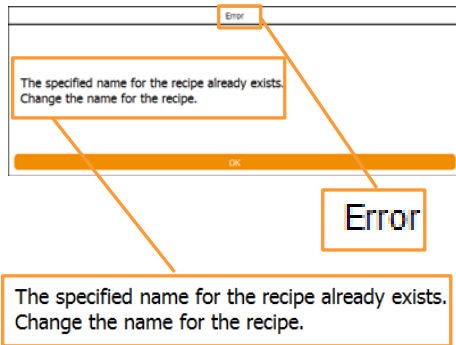 Error
The specified name for the recipe already exists.
Change the name for the recipe.
OK
Error
The specified name for the recipe already exists.
Change the name for the recipe.